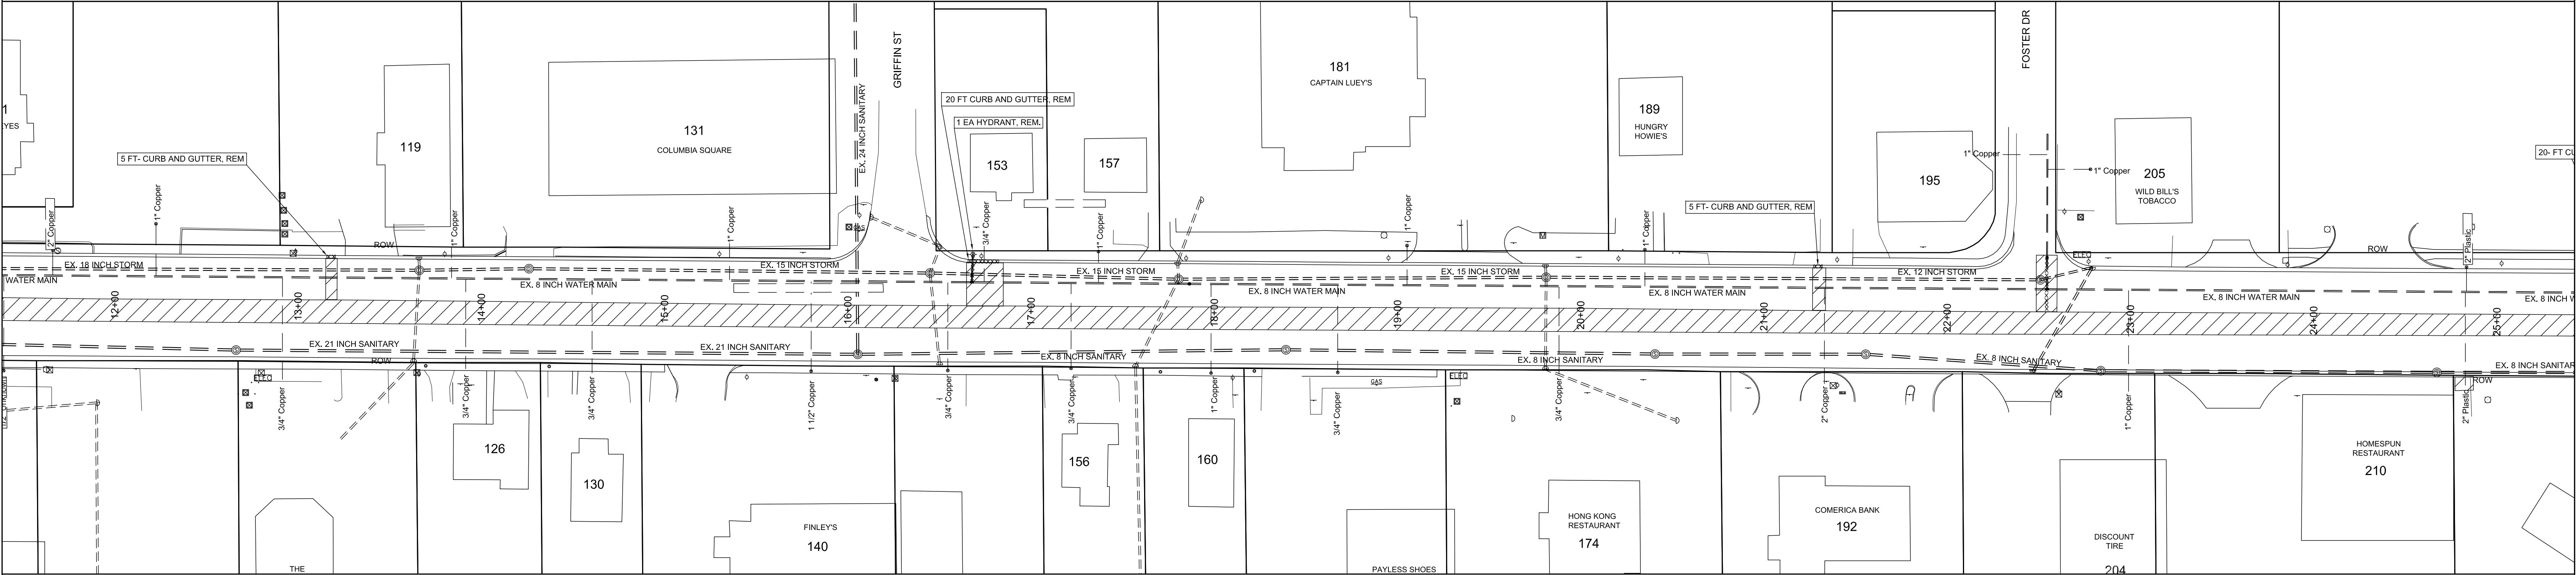 GRIFFIN ST
FOSTER DR
181
CAPTAIN LUEY'S
EX. 24 INCH SANITARY
20 FT CURB AND GUTTER, REM
1 EA HYDRANT, REM.
189
HUNGRY
HOWIE'S
1
YES
119
131
COLUMBIA SQUARE
153
157
195
205
WILD BILL'S
TOBACCO
1" Copper
1" Copper
20- FT CU
5 FT- CURB AND GUTTER, REM
5 FT- CURB AND GUTTER, REM
2" Copper
1" Copper
1" Copper
1" Copper
3/4" Copper
1" Copper
1" Copper
1" Copper
2" Plastic
GAS
ELEC
ROW
ROW
EX. 18 INCH STORM
EX. 15 INCH STORM
EX. 15 INCH STORM
EX. 15 INCH STORM
EX. 12 INCH STORM
WATER MAIN
EX. 8 INCH WATER MAIN
EX. 8 INCH WATER MAIN
EX. 8 INCH WATER MAIN
EX. 8 INCH WATER MAIN
EX. 8 INCH W
12+00
13+00
14+00
15+00
16+00
17+00
18+00
19+00
20+00
21+00
22+00
23+00
24+00
25+00
EX. 21 INCH SANITARY
EX. 21 INCH SANITARY
EX. 8 INCH SANITARY
EX. 8 INCH SANITARY
EX. 8 INCH SANITARY
EX. 8 INCH SANITAR
ROW
ROW
ELEC
GAS
ELEC
3/4" Copper
3/4" Copper
3/4" Copper
1 1/2" Copper
3/4" Copper
3/4" Copper
1" Copper
3/4" Copper
3/4" Copper
2" Copper
1" Copper
2" Plastic
126
130
156
160
FINLEY'S
140
HONG KONG
RESTAURANT
174
COMERICA BANK
192
HOMESPUN
RESTAURANT
210
DISCOUNT
TIRE
204
THE
PAYLESS SHOES